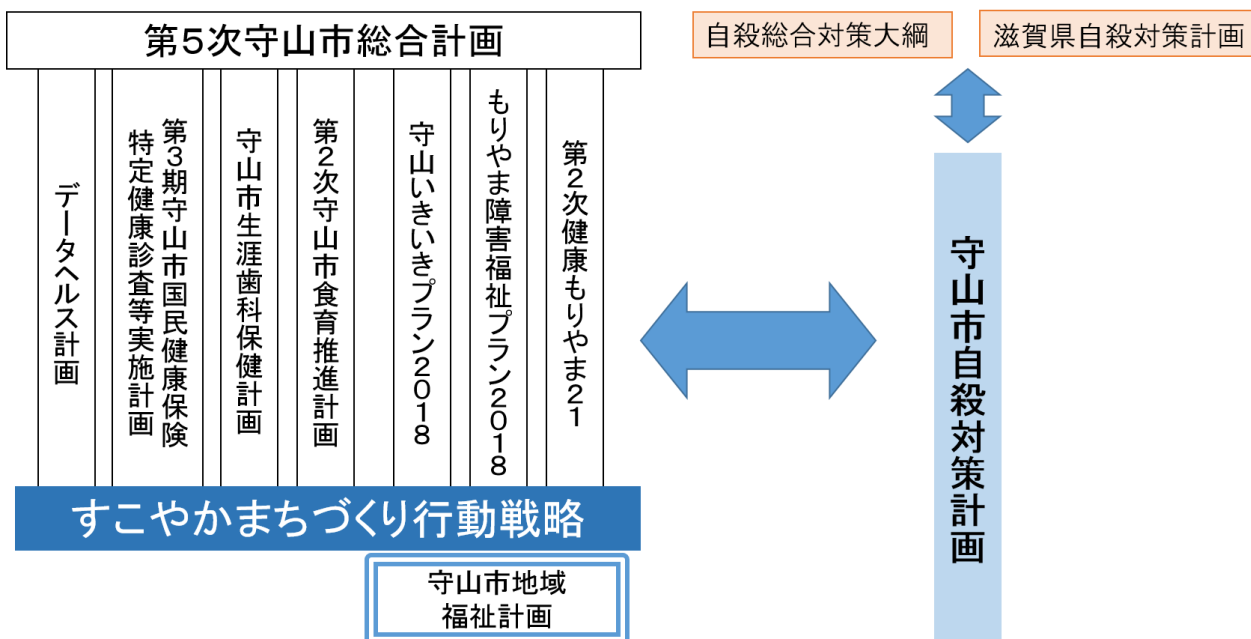 第5次守山市総合計画
自殺総合対策大綱
滋賀県自殺対策計画
データヘルス計画
第3期守山市国民健康保険
特定健康診査等実施計画
守山市生涯歯科保健計画
第2次守山市食育推進計画
守山いきいきプラン2018
もりやま障害福祉プラン2018
第2次健康もりやま21
守山市自殺対策計画
すこやかまちづくり行動戦略
守山市地域
福祉計画